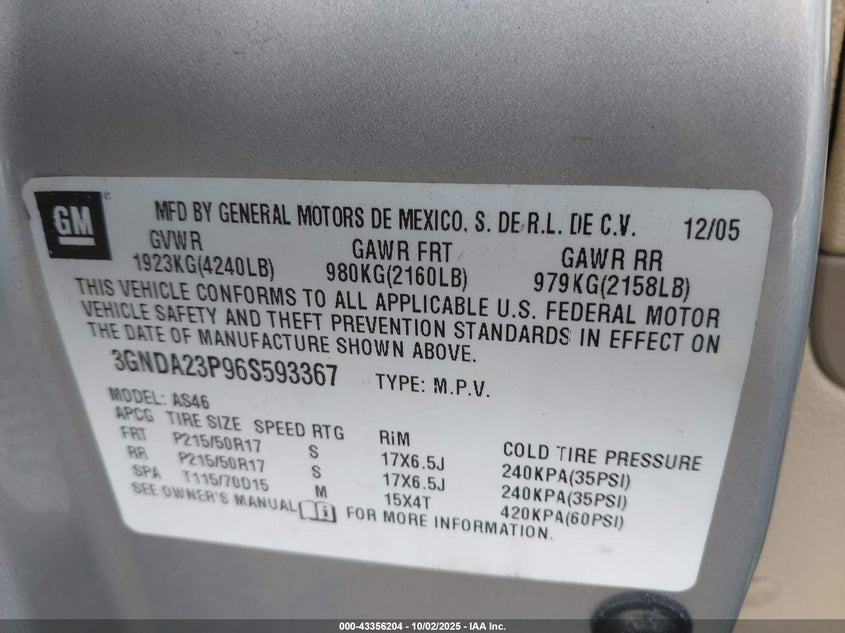 GM
MFD BY GENERAL MOTORS DE MEXICO, S. DE R.L. DE C.V. 12/05
GVWR GAWR FRT GAWR RR
1923KG(4240LB) 980KG(2160LB) 979KG(2158LB)
THIS VEHICLE CONFORMS TO ALL APPLICABLE U.S. FEDERAL MOTOR
VEHICLE SAFETY AND THEFT PREVENTION STANDARDS IN EFFECT ON
THE DATE OF MANUFACTURE SHOWN ABOVE.
3GNDA23P96S593367 TYPE: M.P.V.
MODEL: AS46
APCG TIRE SIZE SPEED RTG RiM COLD TIRE PRESSURE
FRT P215/50R17 S 17X6.5J 240KPA(35PSI)
RR P215/50R17 S 17X6.5J 240KPA(35PSI)
SPA T115/70D15 M 15X4T 420KPA(60PSI)
SEE OWNER'S MANUAL i FOR MORE INFORMATION.
000-43356204 - 10/02/2025 - IAA Inc.